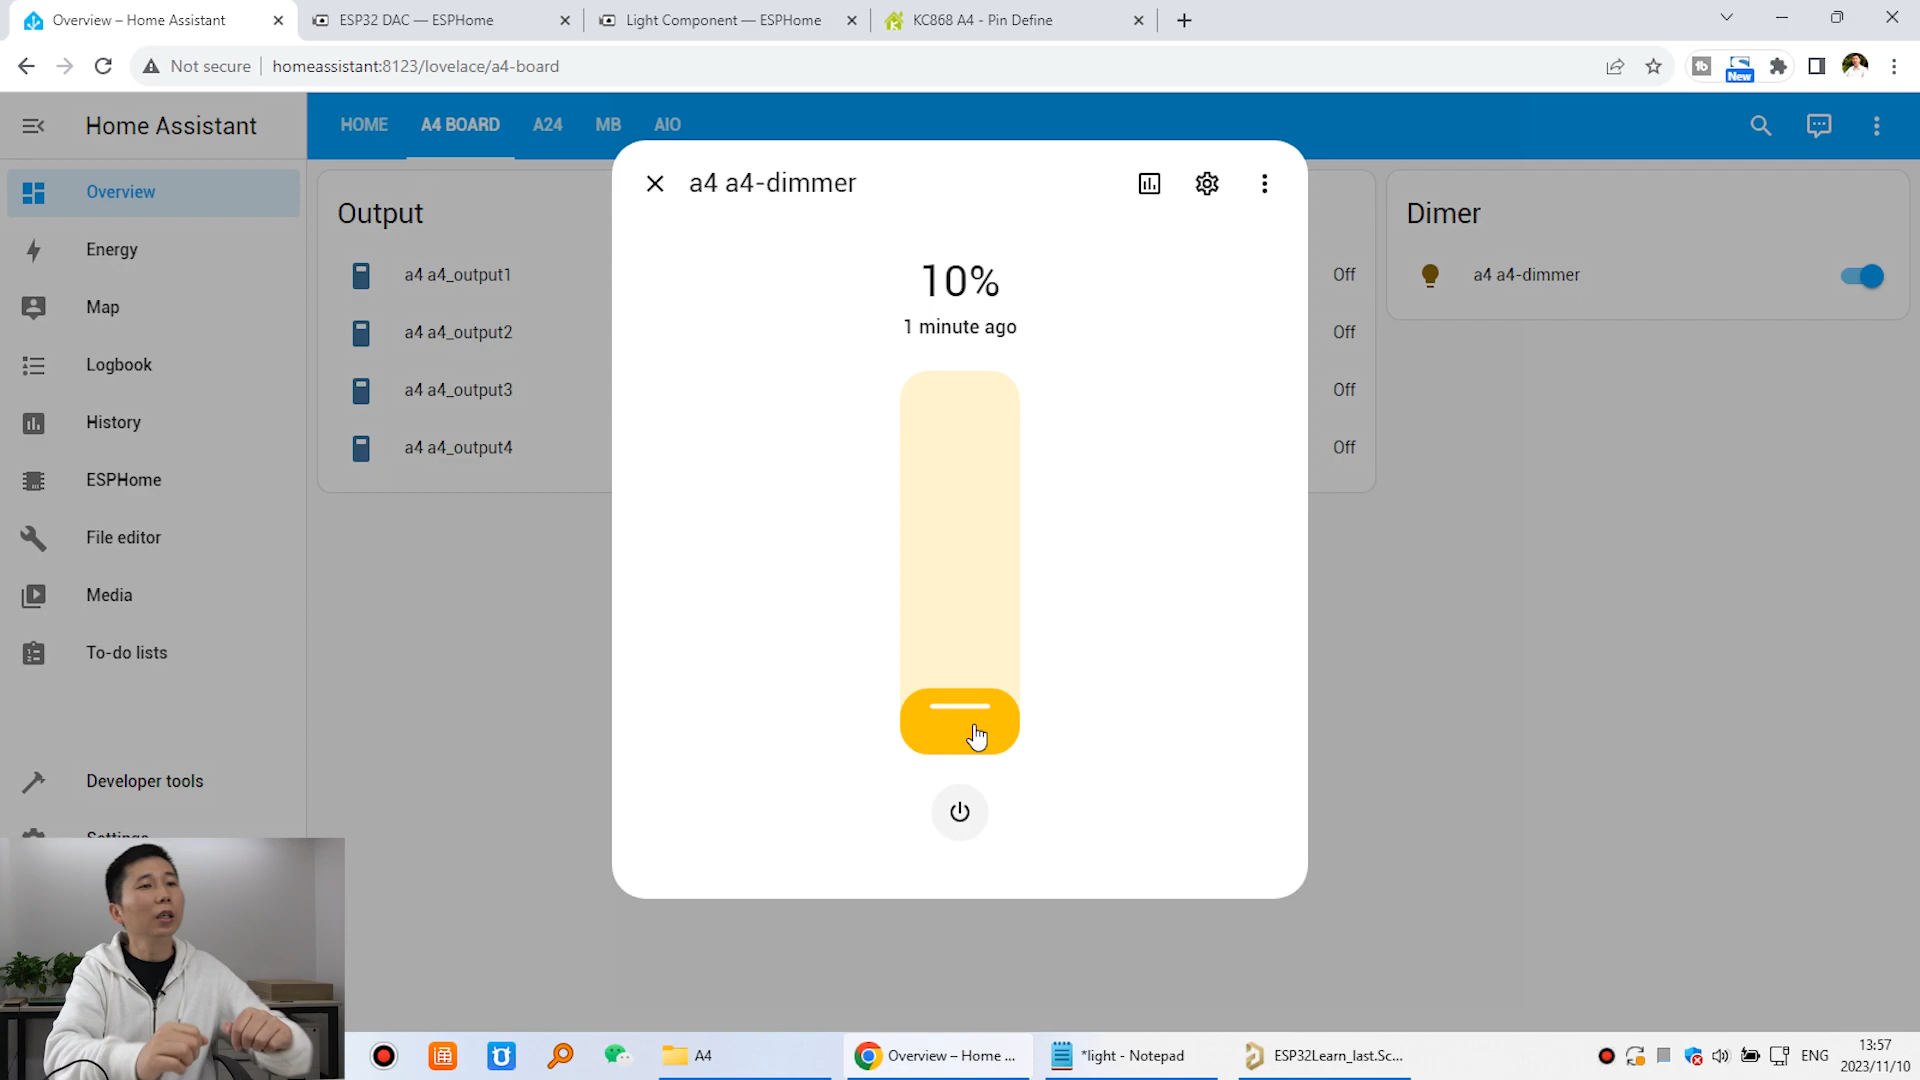 Overview – Home Assistant
ESP32 DAC — ESPHome
Light Component — ESPHome
KC868 A4 - Pin Define
Not secure
homeassistant:8123/lovelace/a4-board
New
Home Assistant
HOME
A4 BOARD
A24
MB
AIO
Overview
Energy
Map
Logbook
History
ESPHome
File editor
Media
To-do lists
Developer tools
Settings
Output
a4 a4_output1
Off
a4 a4_output2
Off
a4 a4_output3
Off
a4 a4_output4
Off
a4 a4-dimmer
10%
1 minute ago
Dimer
a4 a4-dimmer
A4
Overview – Home ...
*light - Notepad
ESP32Learn_last.Sc...
ENG
13:57
2023/11/10